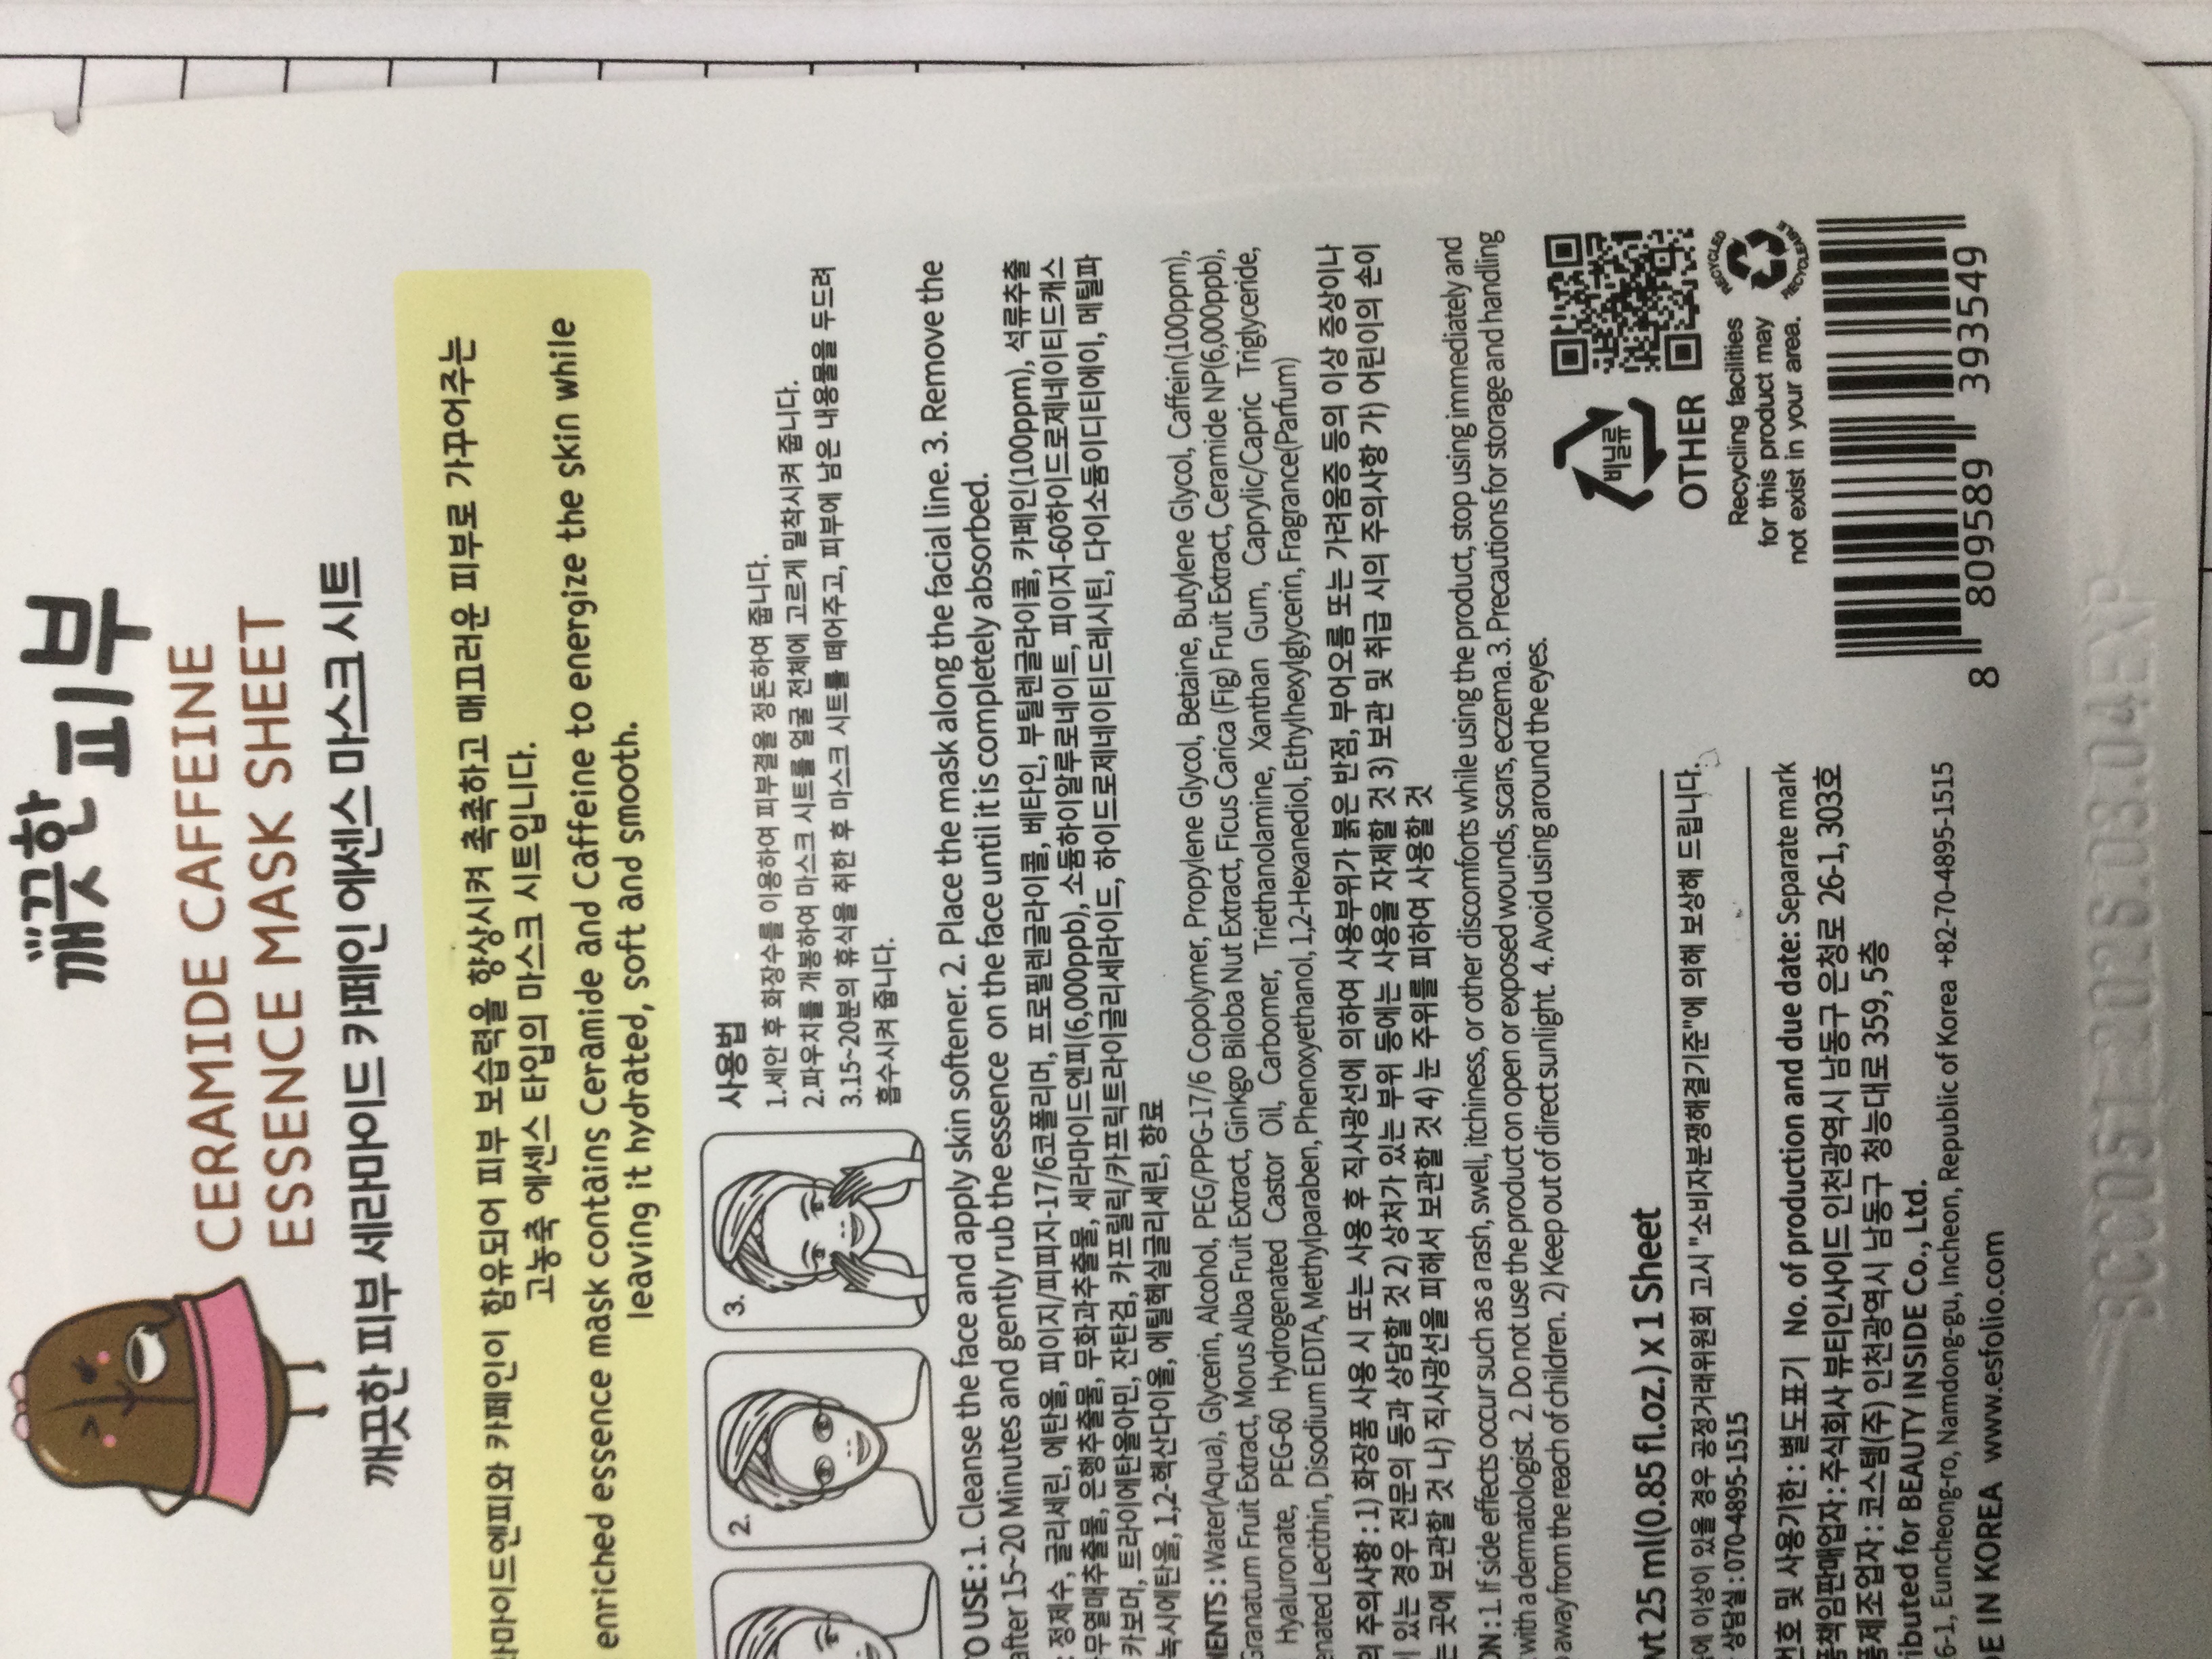 깨끗한
피부
CERAMIDE CAFFEINE
ESSENCE MASK SHEET
깨끗한 피부 세라마이드 카페인 에센스 마스크 시트
라마이드엔피와 카페인이 함유되어 피부 보습력을 향상시켜 촉촉하고 매끄러운 피부로 가꾸어주는
고농축 에센스 타입의 마스크 시트입니다.
enriched essence mask contains Ceramide and Caffeine to energize the skin while
leaving it hydrated, soft and smooth.
2.
3.
사용법
1.세안 후 화장수를 이용하여 피부결을 정돈하여 줍니다.
2.파우치를 개봉하여 마스크 시트를 얼굴 전체에 고르게 밀착시켜 줍니다.
3.15~20분의 휴식을 취한 후 마스크 시트를 떼어주고, 피부에 남은 내용물을 두드려
흡수시켜 줍니다.
TO USE : 1. Cleanse the face and apply skin softener. 2. Place the mask along the facial line. 3. Remove the
after 15~20 Minutes and gently rub the essence on the face until it is completely absorbed.
: 정제수, 글리세린, 에탄올, 피이지/피피지-17/6코폴리머, 프로필렌글라이콜, 베타인, 부틸렌글라이콜, 카페인(100ppm), 석류추출
무열매추출물, 은행추출물, 무화과추출물, 세라마이드엔피(6,000ppb), 소듐하이알루로네이트, 피이지-60하이드로제네이티드캐스
카보머, 트라이에탄올아민, 잔탄검, 카프릴릭/카프릭트라이글리세라이드, 하이드로제네이티드레시틴, 다이소듐이디티에이, 메틸파
녹시에탄올, 1,2-헥산다이올, 에틸헥실글리세린, 향료
IENTS : Water(Aqua), Glycerin, Alcohol, PEG/PPG-17/6 Copolymer, Propylene Glycol, Betaine, Butylene Glycol, Caffein(100ppm),
Granatum Fruit Extract, Morus Alba Fruit Extract, Ginkgo Biloba Nut Extract, Ficus Carica (Fig) Fruit Extract, Ceramide NP(6,000ppb),
Hyaluronate, PEG-60 Hydrogenated Castor Oil, Carbomer, Triethanolamine, Xanthan Gum, Caprylic/Capric Triglyceride,
enated Lecithin, Disodium EDTA, Methylparaben, Phenoxyethanol, 1,2-Hexanediol, Ethylhexylglycerin, Fragrance(Parfum)
의 주의사항 : 1) 화장품 사용 시 또는 사용 후 직사광선에 의하여 사용부위가 붉은 반점, 부어오름 또는 가려움증 등의 이상 증상이나
이 있는 경우 전문의 등과 상담할 것 2) 상처가 있는 부위 등에는 사용을 자제할 것 3) 보관 및 취급 시의 주의사항 가) 어린이의 손이
는 곳에 보관할 것 나) 직사광선을 피해서 보관할 것 4) 눈 주위를 피하여 사용할 것
ON : 1. If side effects occur such as a rash, swell, itchiness, or other discomforts while using the product, stop using immediately and
with a dermatologist. 2. Do not use the product on open or exposed wounds, scars, eczema. 3. Precautions for storage and handling
away from the reach of children. 2) Keep out of direct sunlight. 4. Avoid using around the eyes.
wt 25 ml(0.85 fl.oz.) x 1 Sheet
에 이상이 있을 경우 공정거래위원회 고시 "소비자분쟁해결기준"에 의해 보상해 드립니다.
상담실 : 070-4895-1515
번호 및 사용기한 : 별도표기 No. of production and due date: Separate mark
품책임판매업자 : 주식회사 뷰티인사이드 인천광역시 남동구 은청로 26-1, 303호
품제조업자 : 코스템(주) 인천광역시 남동구 청능대로 359, 5층
ributed for BEAUTY INSIDE Co., Ltd.
6-1, Euncheong-ro, Namdong-gu, Incheon, Republic of Korea +82-70-4895-1515
DE IN KOREA www.esfolio.com
비닐류
OTHER
RECYCLED
RECYCLABLE
Recycling facilities
for this product may
not exist in your area.
8 809589 393549
2026.03.04EXP